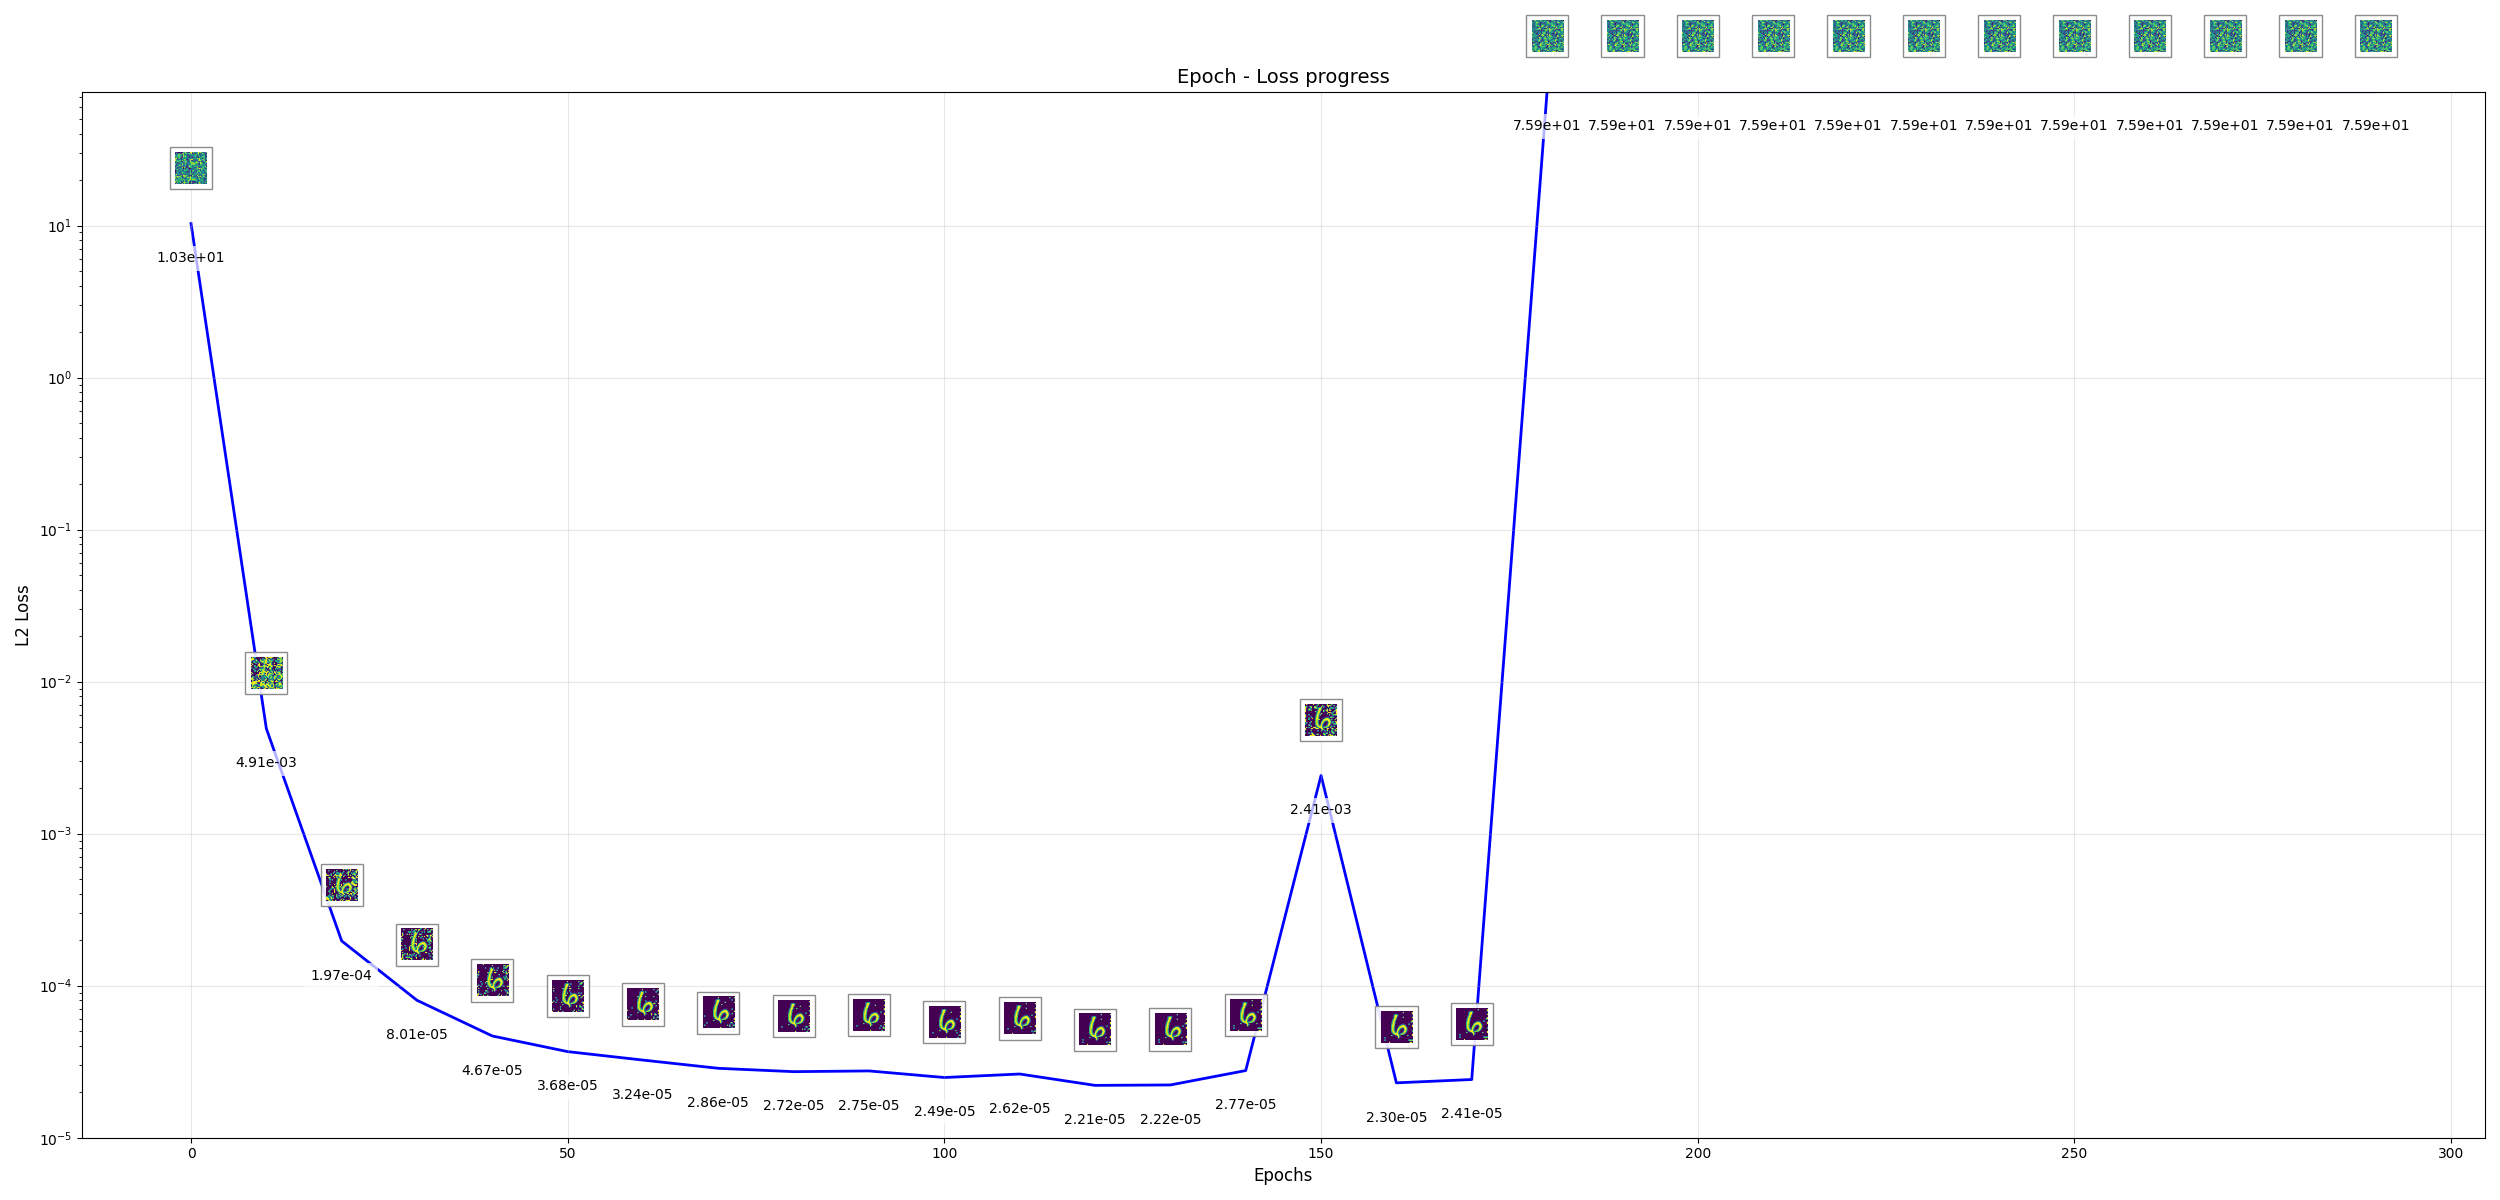 Epoch - Loss progress
7.59e+01 7.59e+01 7.59e+01 7.59e+01 7.59e+01 7.59e+01 7.59e+01 7.59e+01 7.59e+01 7.59e+01 7.59e+01 7.59e+01
10¹
1.03e+01
10⁰
10⁻¹
L2 Loss
10⁻²
4.91e-03
2.41e-03
10⁻³
1.97e-04
10⁻⁴
8.01e-05
4.67e-05
3.68e-05
3.24e-05
2.86e-05
2.72e-05
2.75e-05
2.49e-05
2.62e-05
2.21e-05
2.22e-05
2.77e-05
2.30e-05
2.41e-05
10⁻⁵
0 50 100 150 200 250 300
Epochs